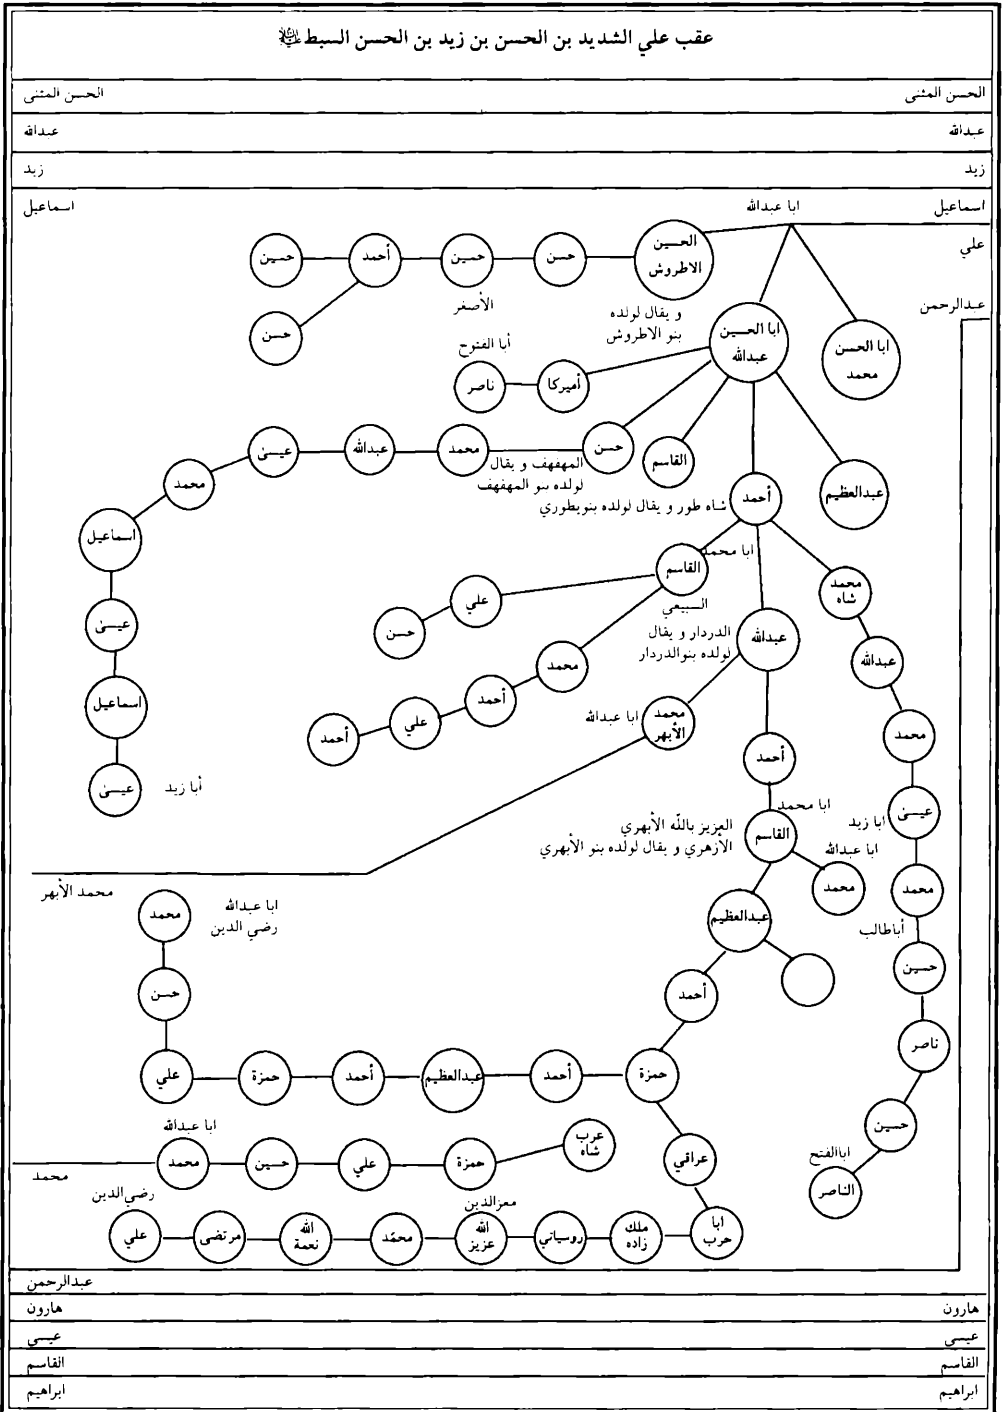 عقب علي الشديد بن الحسن بن زيد بن الحسن السبط
الحسن المثنى
الحسن المثنى
عبدالله
عبدالله
زيد
زيد
اسماعيل
ابا عبدالله
اسماعيل
علي
عبدالرحمن
الحسين
الاطروش
حسن
حسين
الأصغر
أحمد
حسين
حسن
و يقال لولده
بنو الاطروش
ابا الحسن
محمد
ابا الحسين
عبدالله
أبا الفتوح
أميركا
ناصر
حسن
المهفهف و يقال
لولده بنو المهفهف
محمد
عبدالله
عيسىٰ
محمد
اسماعيل
عيسىٰ
اسماعيل
عيسىٰ
أبا زيد
القاسم
عبدالعظيم
أحمد
شاه طور و يقال لولده بنويطوري
ابا محمد
القاسم
السبيعي
علي
حسن
محمد
أحمد
علي
أحمد
محمد
شاه
عبدالله
محمد
عيسىٰ
ابا زيد
محمد
أباطالب
حسين
ناصر
حسين
اباالفتح
الناصر
عبدالله
الدردار و يقال
لولده بنوالدردار
محمد
الأبهر
ابا عبدالله
أحمد
ابا محمد
القاسم
العزيز باللّه الأبهري
الأزهري و يقال لولده بنو الأبهري
ابا عبدالله
محمد
عبدالعظيم
أحمد
محمد الأبهر
محمد
ابا عبدالله
رضي الدين
حسن
علي
حمزة
أحمد
عبدالعظيم
أحمد
حمزة
عراقي
عرب
شاه
حمزة
علي
حسين
ابا عبدالله
محمد
محمد
ابا
حرب
ملك
زاده
روسياني
معزالدين
الله
عزيز
محمّد
الله
نعمة
مرتضى
رضي‌الدين
علي
عبدالرحمن
هارون
هارون
عيسى
عيسى
القاسم
القاسم
ابراهيم
ابراهيم